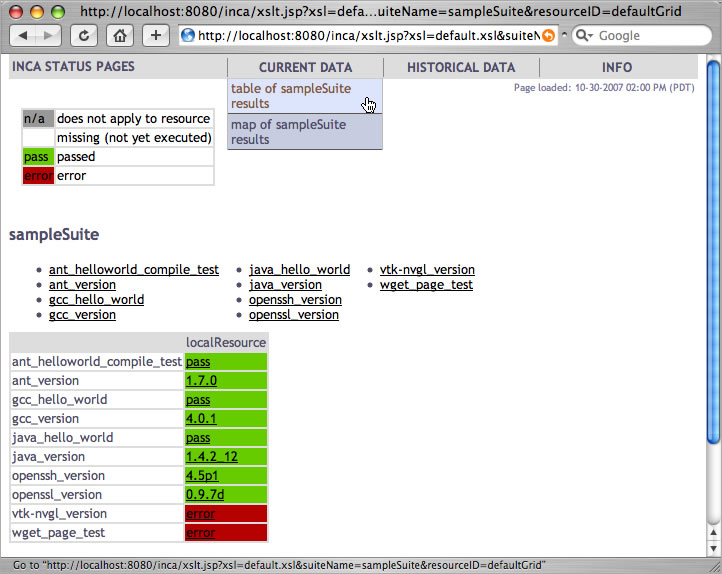 http://localhost:8080/inca/xslt.jsp?xsl=defa...uiteName=sampleSuite&resourceID=defaultGrid
http://localhost:8080/inca/xslt.jsp?xsl=default.xsl&suiteN
Google
INCA STATUS PAGES
CURRENT DATA
HISTORICAL DATA
INFO
table of sampleSuite
results
map of sampleSuite
results
Page loaded: 10-30-2007 02:00 PM (PDT)
n/a does not apply to resource
missing (not yet executed)
pass passed
error error
sampleSuite
• ant_helloworld_compile_test
• ant_version
• gcc_hello_world
• gcc_version
• java_hello_world
• java_version
• openssh_version
• openssl_version
• vtk-nvgl_version
• wget_page_test
localResource
ant_helloworld_compile_test pass
ant_version 1.7.0
gcc_hello_world pass
gcc_version 4.0.1
java_hello_world pass
java_version 1.4.2_12
openssh_version 4.5p1
openssl_version 0.9.7d
vtk-nvgl_version error
wget_page_test error
Go to "http://localhost:8080/inca/xslt.jsp?xsl=default.xsl&suiteName=sampleSuite&resourceID=defaultGrid"